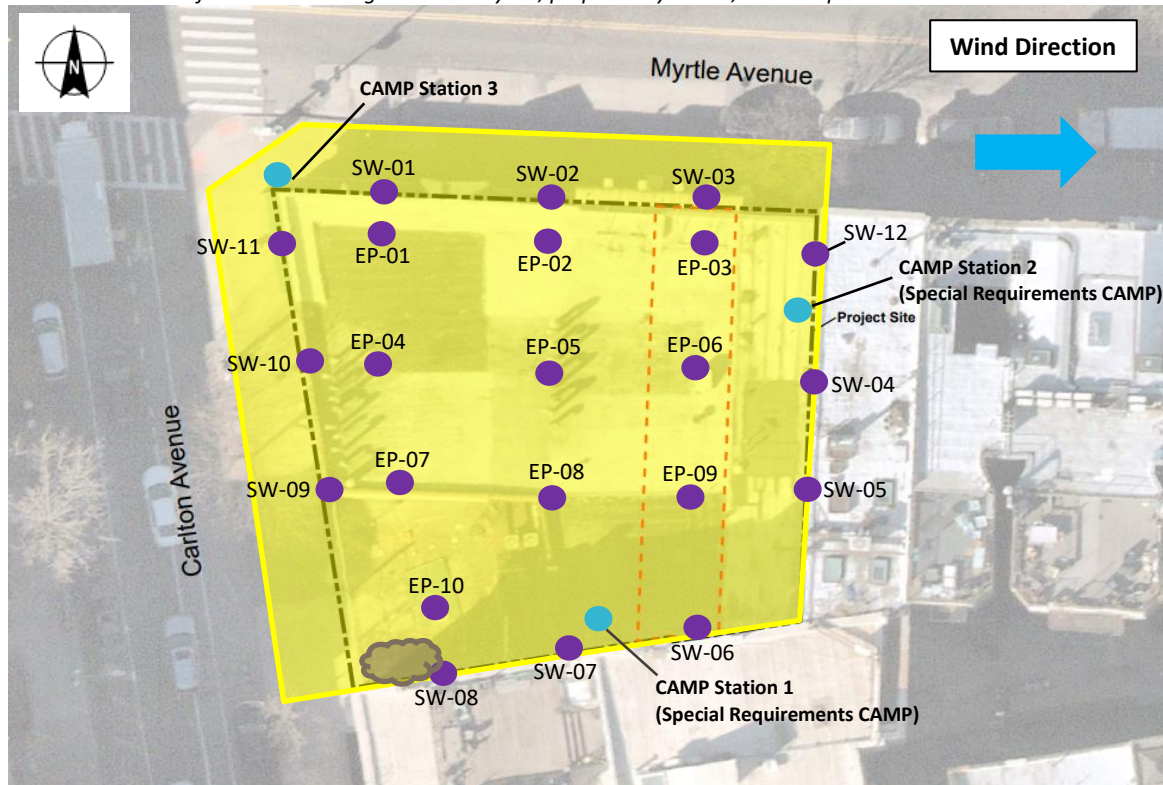 Wind Direction
N
Myrtle Avenue
CAMP Station 3
SW-01
SW-02
SW-03
SW-11
EP-01
EP-02
EP-03
SW-12
CAMP Station 2
(Special Requirements CAMP)
Project Site
SW-10
EP-04
EP-05
EP-06
SW-04
Carlton Avenue
SW-09
EP-07
EP-08
EP-09
SW-05
EP-10
SW-08
SW-07
SW-06
CAMP Station 1
(Special Requirements CAMP)